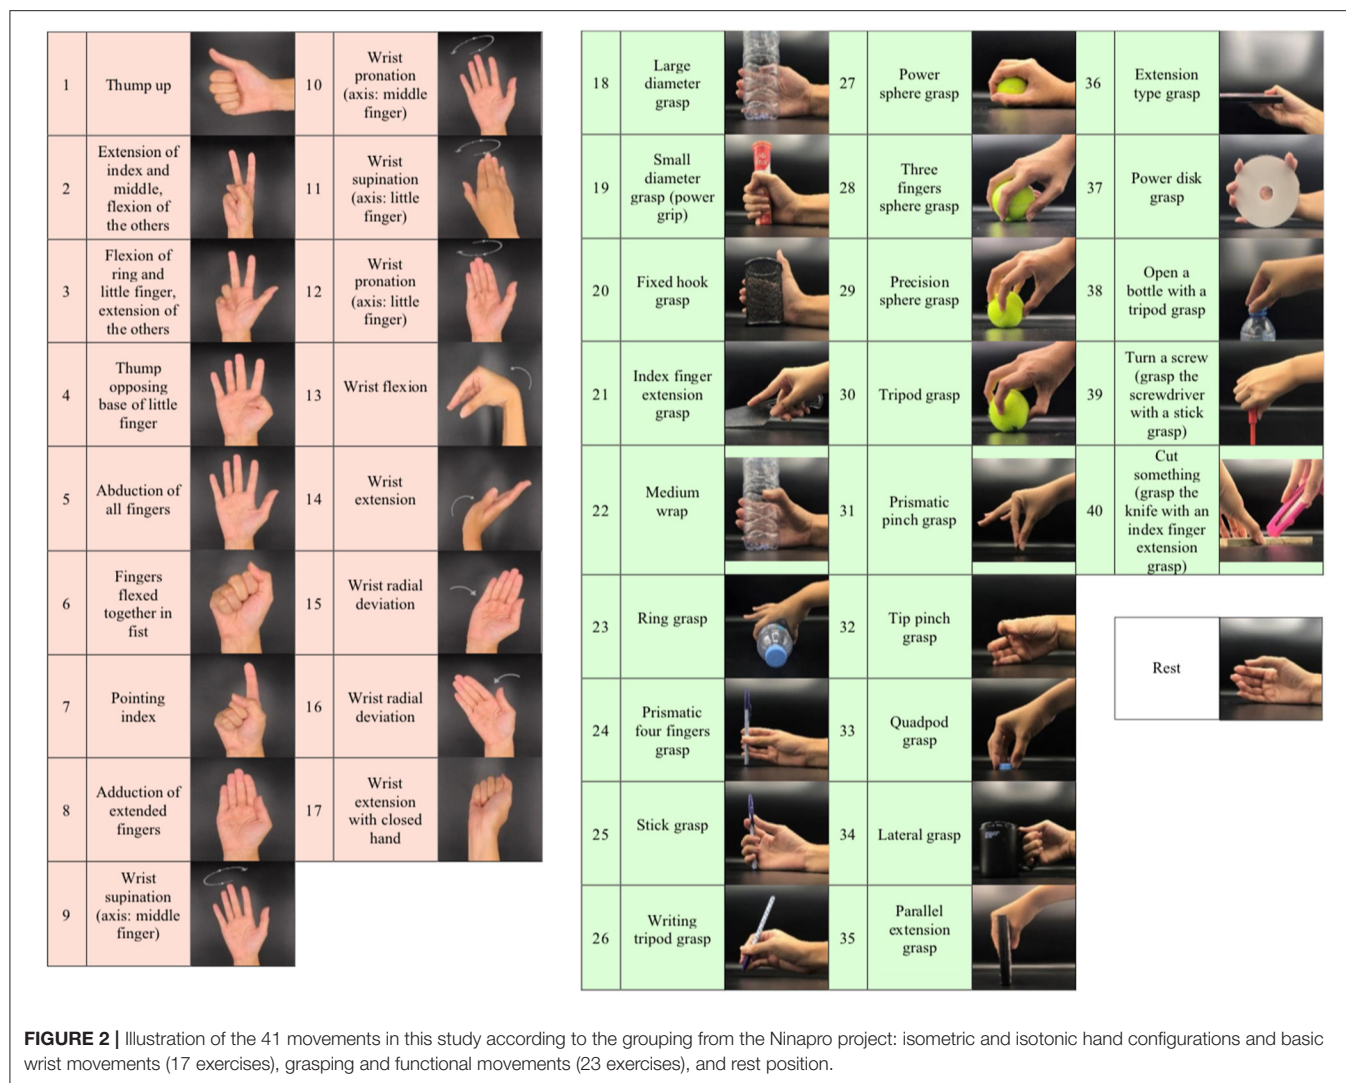 1
Thump up
2
Extension of
index and
middle,
flexion of
the others
3
Flexion of
ring and
little finger,
extension of
the others
4
Thump
opposing
base of little
finger
5
Abduction of
all fingers
6
Fingers
flexed
together in
fist
7
Pointing
index
8
Adduction of
extended
fingers
9
Wrist
supination
(axis: middle
finger)
10
Wrist
pronation
(axis: middle
finger)
11
Wrist
supination
(axis: little
finger)
12
Wrist
pronation
(axis: little
finger)
13
Wrist flexion
14
Wrist
extension
15
Wrist radial
deviation
16
Wrist radial
deviation
17
Wrist
extension
with closed
hand
18
Large
diameter
grasp
19
Small
diameter
grasp (power
grip)
20
Fixed hook
grasp
21
Index finger
extension
grasp
22
Medium
wrap
23
Ring grasp
24
Prismatic
four fingers
grasp
25
Stick grasp
26
Writing
tripod grasp
27
Power
sphere grasp
28
Three
fingers
sphere grasp
29
Precision
sphere grasp
30
Tripod grasp
31
Prismatic
pinch grasp
32
Tip pinch
grasp
33
Quadpod
grasp
34
Lateral grasp
35
Parallel
extension
grasp
36
Extension
type grasp
37
Power disk
grasp
38
Open a
bottle with a
tripod grasp
39
Turn a screw
(grasp the
screwdriver
with a stick
grasp)
40
Cut
something
(grasp the
knife with an
index finger
extension
grasp)
Rest
FIGURE 2 | Illustration of the 41 movements in this study according to the grouping from the Ninapro project: isometric and isotonic hand configurations and basic
wrist movements (17 exercises), grasping and functional movements (23 exercises), and rest position.